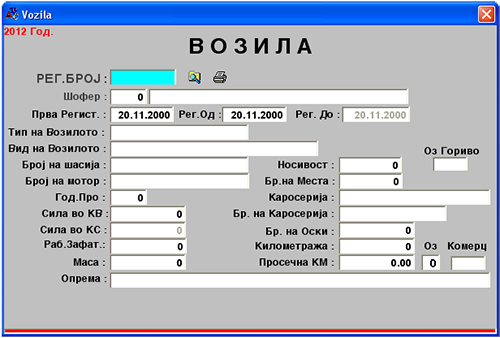 Vozila
2012 Год.
ВОЗИЛА
РЕГ.БРОЈ :
Шофер : 0
Прва Регист. : 20.11.2000 Рег.Од : 20.11.2000 Рег. До : 20.11.2000
Тип на Возилото :
Вид на Возилото : Оз Гориво
Број на шасија : Носивост : 0
Број на мотор : Бр.на Места : 0
Год.Про : 0 Каросерија :
Сила во КВ : 0 Бр. на Каросерија :
Сила во КС : 0 Бр. на Оски : 0
Раб.Зафат.: 0 Километража : 0 Оз Комерц
Маса : 0 Просечна КМ : 0.00 0
Опрема :